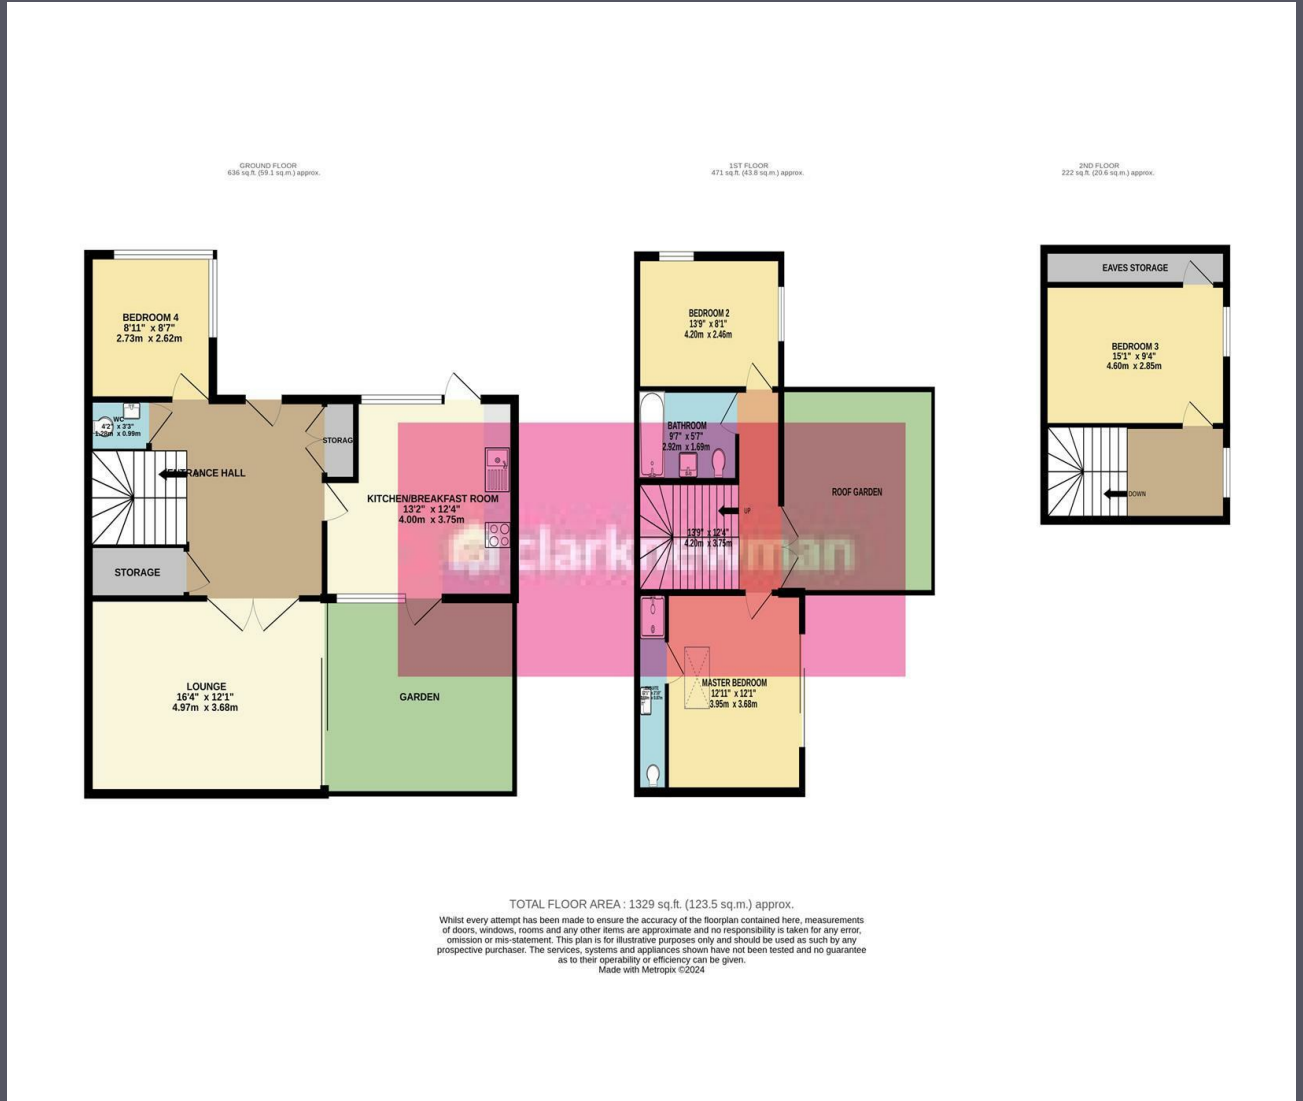 GROUND FLOOR
636 sq.ft. (59.1 sq.m.) approx.
1ST FLOOR
471 sq.ft. (43.8 sq.m.) approx.
2ND FLOOR
222 sq.ft. (20.6 sq.m.) approx.
BEDROOM 4
8'11" x 8'7"
2.73m x 2.62m
WC
4'2" x 3'3"
1.28m x 0.99m
ENTRANCE HALL
STORAG
KITCHEN/BREAKFAST ROOM
13'2" x 12'4"
4.00m x 3.75m
STORAGE
LOUNGE
16'4" x 12'1"
4.97m x 3.68m
GARDEN
BEDROOM 2
13'9" x 8'1"
4.20m x 2.46m
BATHROOM
9'7" x 5'7"
2.92m x 1.69m
UP
13'9" x 12'4"
4.20m x 3.75m
ROOF GARDEN
MASTER BEDROOM
12'11" x 12'1"
3.95m x 3.68m
EAVES STORAGE
BEDROOM 3
15'1" x 9'4"
4.60m x 2.85m
DOWN
clarknewman
TOTAL FLOOR AREA : 1329 sq.ft. (123.5 sq.m.) approx.
Whilst every attempt has been made to ensure the accuracy of the floorplan contained here, measurements
of doors, windows, rooms and any other items are approximate and no responsibility is taken for any error,
omission or mis-statement. This plan is for illustrative purposes only and should be used as such by any
prospective purchaser. The services, systems and appliances shown have not been tested and no guarantee
as to their operability or efficiency can be given.
Made with Metropix ©2024